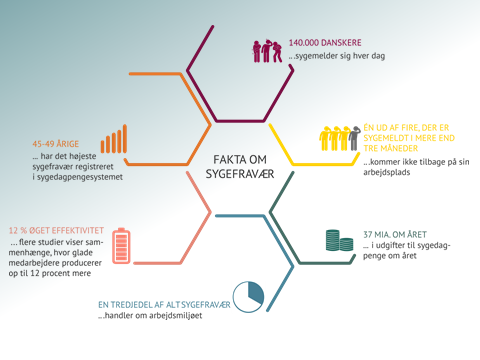 140.000 DANSKERE
...sygemelder sig hver dag
EN UD AF FIRE, DER ER
SYGEMELDT I MERE END
TRE MÅNEDER
...kommer ikke tilbage på sin
arbejdsplads
45-49 ÅRIGE
... har det højeste
sygefravær registreret
i sygedagpengesystemet
FAKTA OM
SYGEFRAVÆR
12 % ØGET EFFEKTIVITET
... flere studier viser sam-
menhænge, hvor glade
medarbejdere producerer
op til 12 procent mere
37 MIA. OM ÅRET
... i udgifter til sygedag-
penge om året
EN TREDJEDEL AF ALT SYGEFRAVÆR
...handler om arbejdsmiljøet